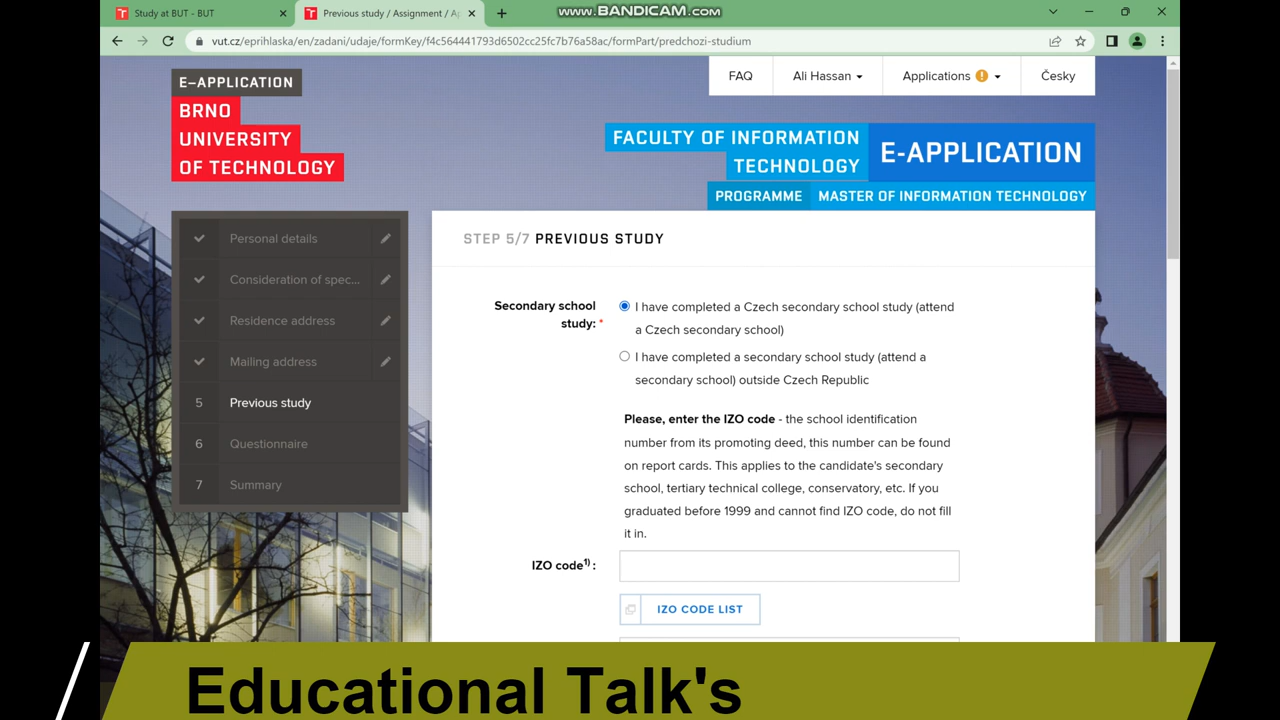 Study at BUT - BUT
Previous study / Assignment / Ap
www.BANDICAM.com
vut.cz/eprihlaska/en/zadani/udaje/formKey/f4c564441793d6502cc25fc7b76a58ac/formPart/predchozi-studium
E-APPLICATION
BRNO
UNIVERSITY
OF TECHNOLOGY
FAQ
Ali Hassan
Applications
Česky
FACULTY OF INFORMATION
TECHNOLOGY
E-APPLICATION
PROGRAMME MASTER OF INFORMATION TECHNOLOGY
Personal details
Consideration of spec...
Residence address
Mailing address
5 Previous study
6 Questionnaire
7 Summary
STEP 5/7 PREVIOUS STUDY
Secondary school
study: *
I have completed a Czech secondary school study (attend
a Czech secondary school)
I have completed a secondary school study (attend a
secondary school) outside Czech Republic
Please, enter the IZO code - the school identification
number from its promoting deed, this number can be found
on report cards. This applies to the candidate's secondary
school, tertiary technical college, conservatory, etc. If you
graduated before 1999 and cannot find IZO code, do not fill
it in.
IZO code1) :
IZO CODE LIST
Educational Talk's